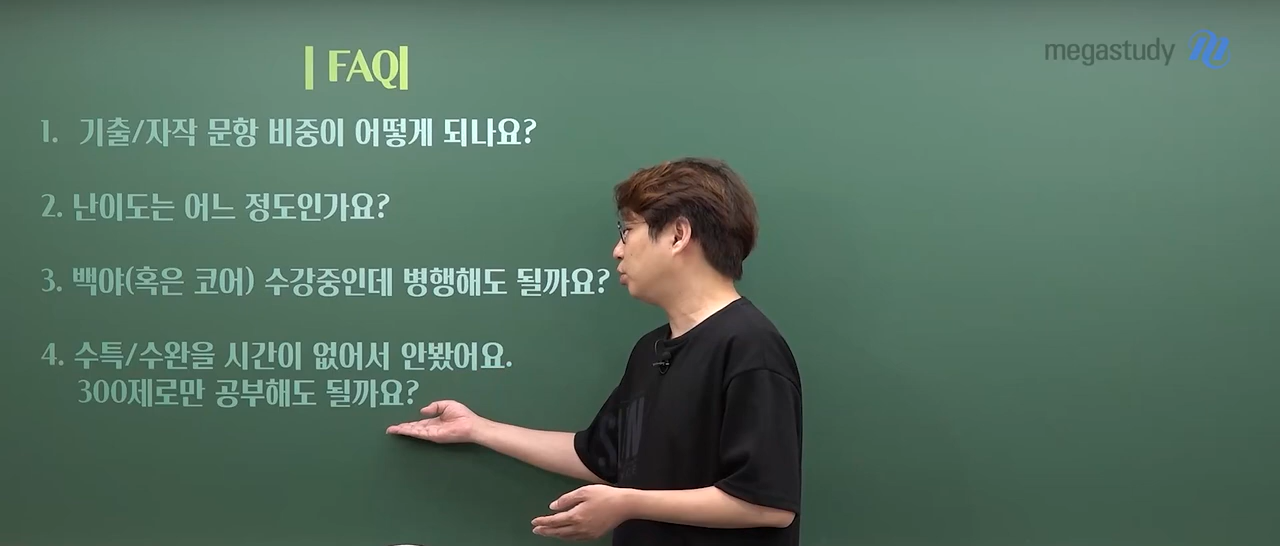 megastudy
| FAQ|
1. 기출/자작 문항 비중이 어떻게 되나요?
2. 난이도는 어느 정도인가요?
3. 백야(혹은 코어) 수강중인데 병행해도 될까요?
4. 수특/수완을 시간이 없어서 안봤어요.
300제로만 공부해도 될까요?